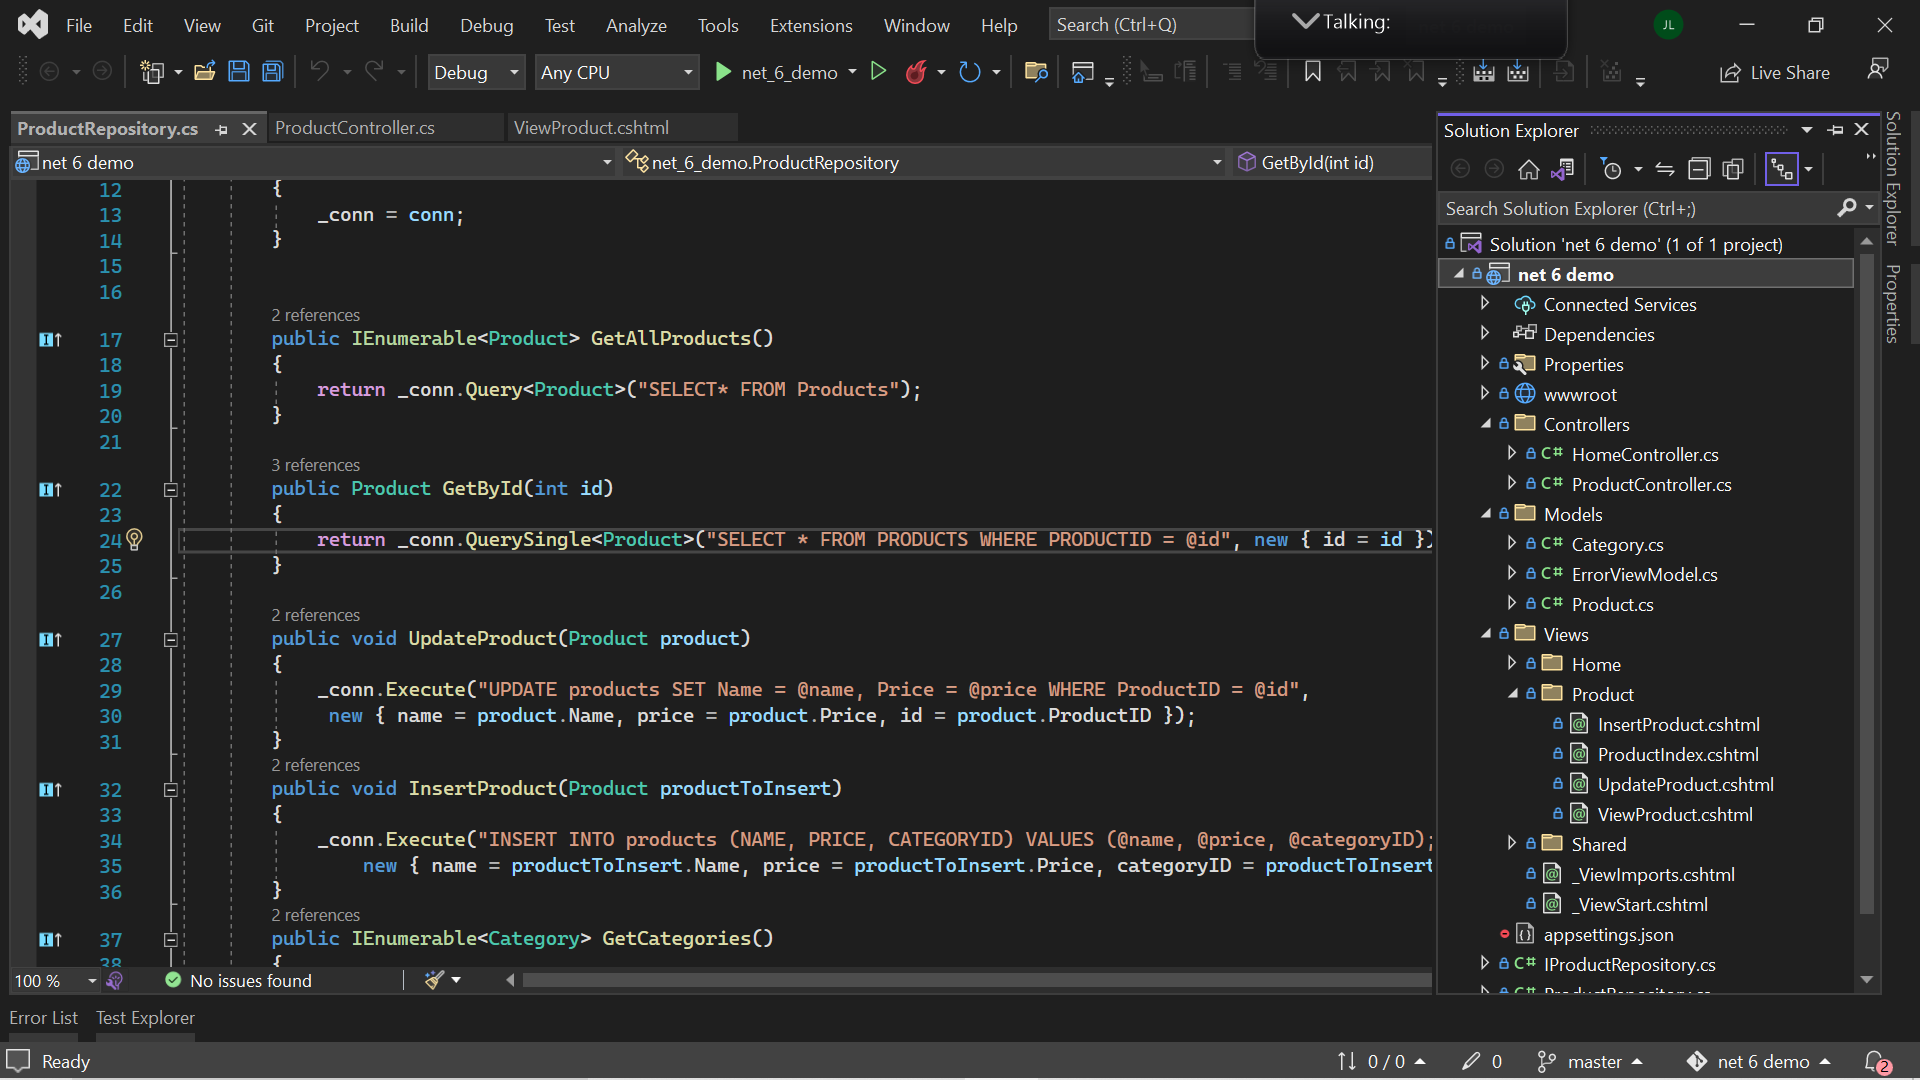 File Edit View Git Project Build Debug Test Analyze Tools Extensions Window Help Search (Ctrl+Q) Talking: JL
Debug Any CPU net_6_demo Live Share
ProductRepository.cs ProductController.cs ViewProduct.cshtml
net 6 demo net_6_demo.ProductRepository GetById(int id)
12 {
13 _conn = conn;
14 }
15
16
2 references
17 public IEnumerable<Product> GetAllProducts()
18 {
19 return _conn.Query<Product>("SELECT* FROM Products");
20 }
21
3 references
22 public Product GetById(int id)
23 {
24 return _conn.QuerySingle<Product>("SELECT * FROM PRODUCTS WHERE PRODUCTID = @id", new { id = id })
25 }
26
2 references
27 public void UpdateProduct(Product product)
28 {
29 _conn.Execute("UPDATE products SET Name = @name, Price = @price WHERE ProductID = @id",
30 new { name = product.Name, price = product.Price, id = product.ProductID });
31 }
2 references
32 public void InsertProduct(Product productToInsert)
33 {
34 _conn.Execute("INSERT INTO products (NAME, PRICE, CATEGORYID) VALUES (@name, @price, @categoryID);
35 new { name = productToInsert.Name, price = productToInsert.Price, categoryID = productToInsert
36 }
2 references
37 public IEnumerable<Category> GetCategories()
38 {
100 % No issues found
Solution Explorer
Search Solution Explorer (Ctrl+;)
Solution 'net 6 demo' (1 of 1 project)
net 6 demo
Connected Services
Dependencies
Properties
wwwroot
Controllers
C# HomeController.cs
C# ProductController.cs
Models
C# Category.cs
C# ErrorViewModel.cs
C# Product.cs
Views
Home
Product
InsertProduct.cshtml
ProductIndex.cshtml
UpdateProduct.cshtml
ViewProduct.cshtml
Shared
_ViewImports.cshtml
_ViewStart.cshtml
appsettings.json
C# IProductRepository.cs
C# ProductRepository.cs
Solution Explorer
Properties
Error List Test Explorer
Ready 0 / 0 0 master net 6 demo 2